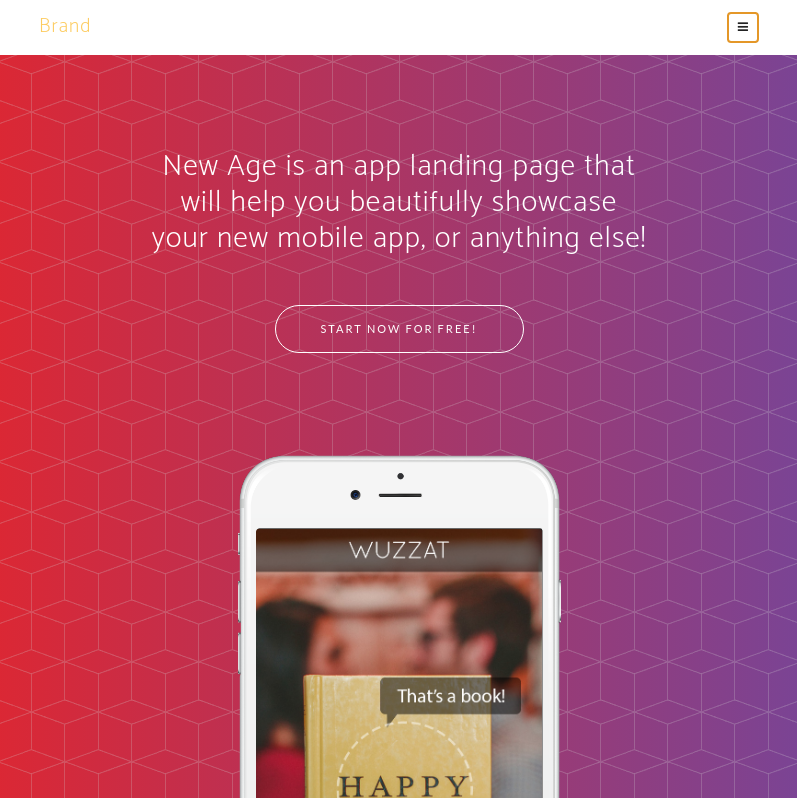 Brand
New Age is an app landing page that
will help you beautifully showcase
your new mobile app, or anything else!
START NOW FOR FREE!
WUZZAT
That's a book!
HAPPY